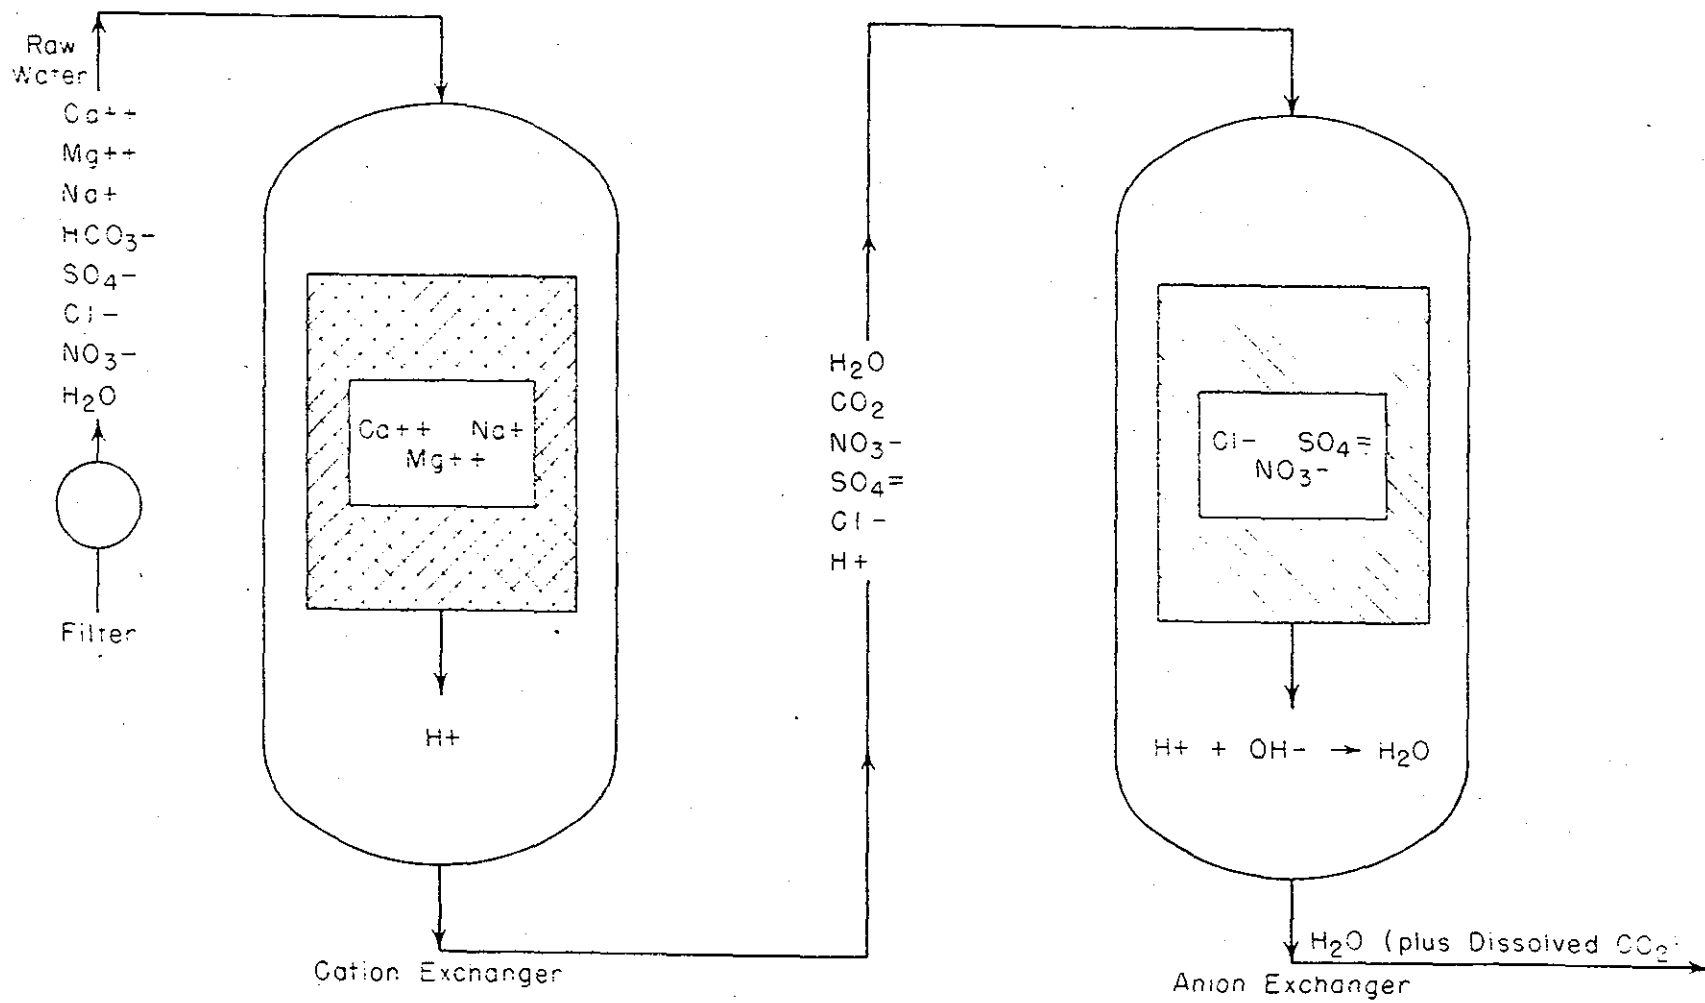 Raw
Water
Ca++
Mg++
Na+
HCO3-
SO4-
Cl-
NO3-
H2O
Filter
Ca++ Na+
Mg++
H+
Cation Exchanger
H2O
CO2
NO3-
SO4=
Cl-
H+
Cl- SO4=
NO3-
H+ + OH- → H2O
H2O (plus Dissolved CO2
Anion Exchanger